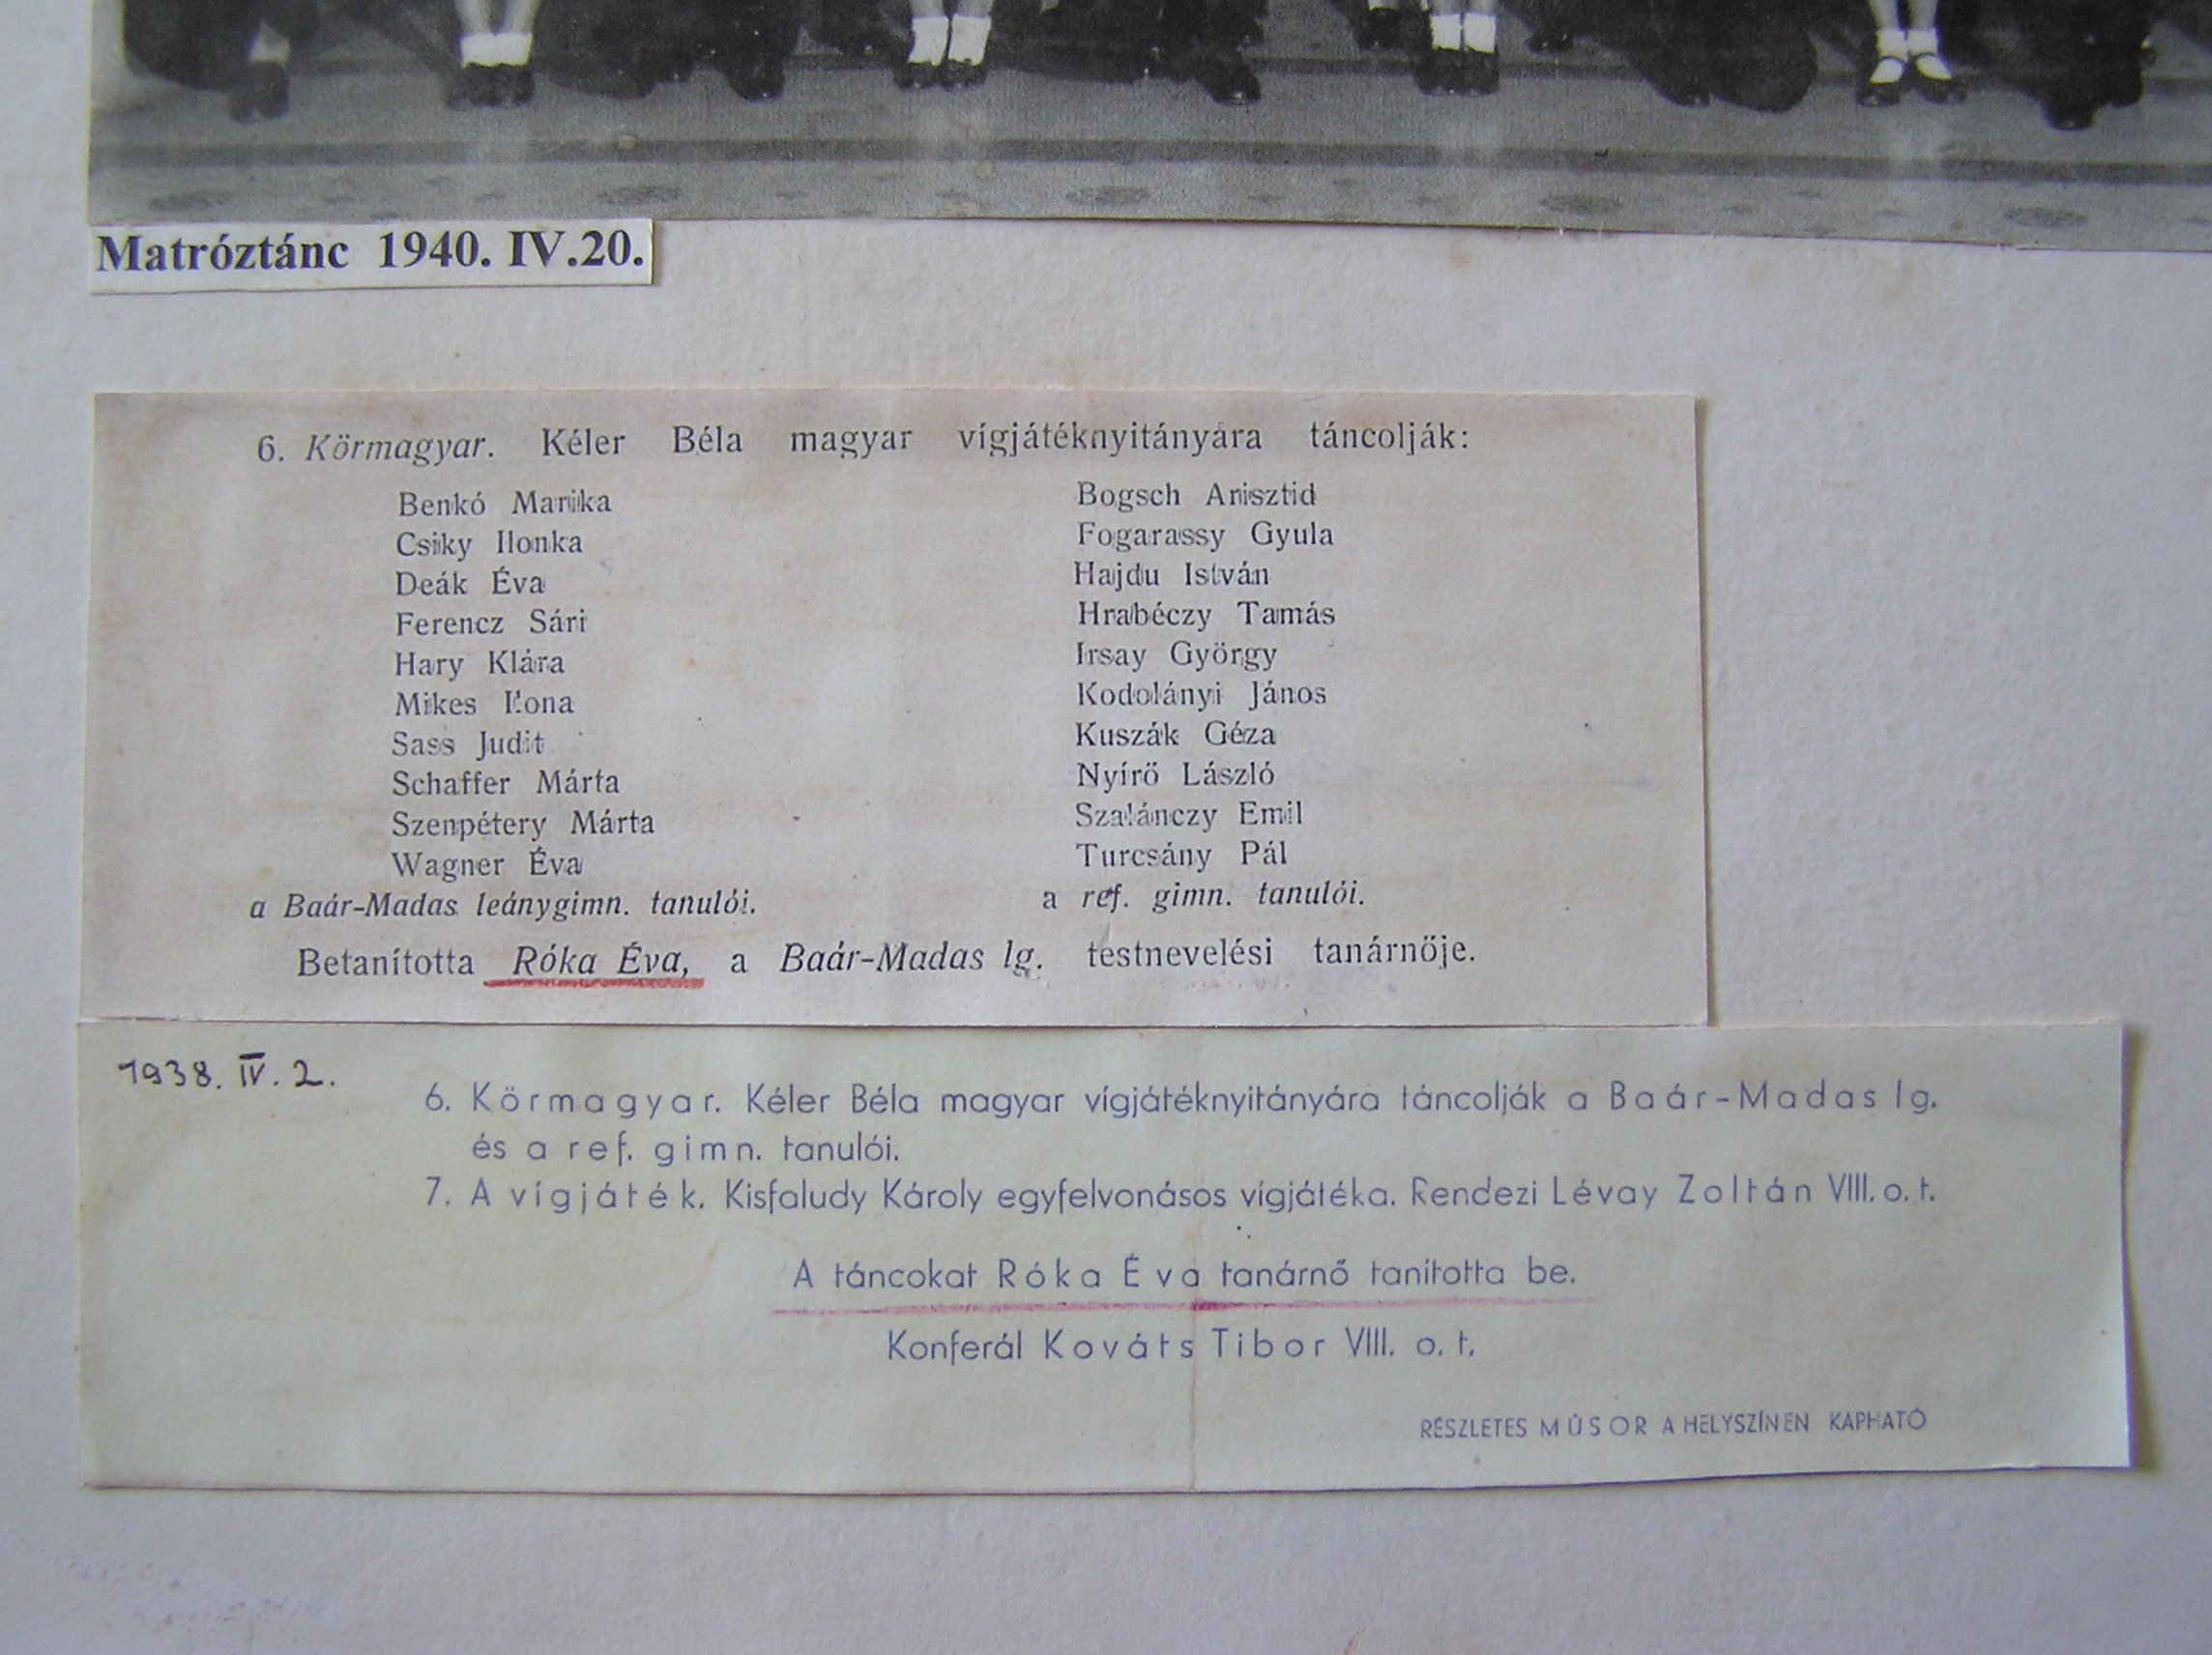 Matróztánc 1940. IV.20.
6. Körmagyar. Kéler Béla magyar vígjátéknyitányára táncolják:
Benkó Marika
Csiky Ilonka
Deák Éva
Ferencz Sári
Hary Klára
Mikes Ilona
Sass Judit
Schaffer Márta
Szenpétery Márta
Wagner Éva
a Baár-Madas leánygimn. tanulói.
Bogsch Arisztid
Fogarassy Gyula
Hajdu István
Hrabéczy Tamás
Irsay György
Kodolányi János
Kuszák Géza
Nyírö László
Szalánczy Emil
Turcsány Pál
a ref. gimn. tanulói.
Betanította Róka Éva, a Baár-Madas lg. testnevelési tanárnöje.
1938. IV. 2.
6. Körmagyar. Kéler Béla magyar vígjátéknyitányára táncolják a Baár-Madas lg.
és a ref. gimn. tanulói.
7. A vígjáték. Kisfaludy Károly egyfelvonásos vígjátéka. Rendezi Lévay Zoltán VIII. o. t.
A táncokat Róka Éva tanárnő tanította be.
Konferál Kováts Tibor VIII. o. t.
RÉSZLETES MŰSOR A HELYSZÍNEN KAPHATÓ